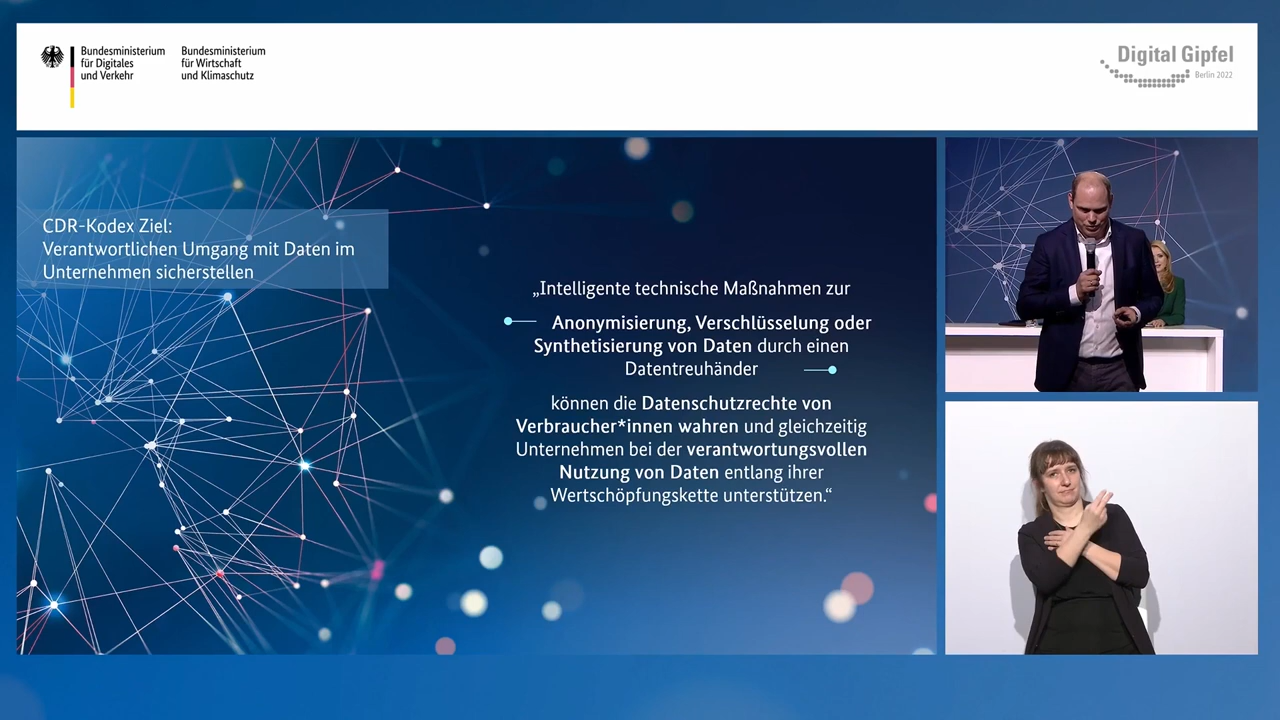 Bundesministerium
für Digitales
und Verkehr
Bundesministerium
für Wirtschaft
und Klimaschutz
Digital Gipfel
Berlin 2022
CDR-Kodex Ziel:
Verantwortlichen Umgang mit Daten im
Unternehmen sicherstellen
„Intelligente technische Maßnahmen zur
Anonymisierung, Verschlüsselung oder
Synthetisierung von Daten durch einen
Datentreuhänder
können die Datenschutzrechte von
Verbraucher*innen wahren und gleichzeitig
Unternehmen bei der verantwortungsvollen
Nutzung von Daten entlang ihrer
Wertschöpfungskette unterstützen.“